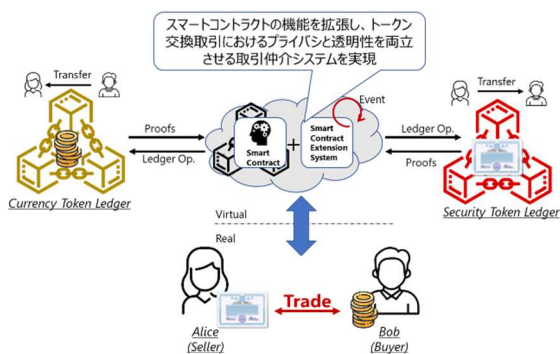 スマートコントラクトの機能を拡張し、トークン
交換取引におけるプライバシと透明性を両立
させる取引仲介システムを実現
Transfer
Transfer
Event
Proofs
Ledger Op.
Smart
Contract
+
Smart
Contract
Extension
System
Ledger Op.
Proofs
Currency Token Ledger
Security Token Ledger
Virtual
Real
Trade
Alice
(Seller)
Bob
(Buyer)